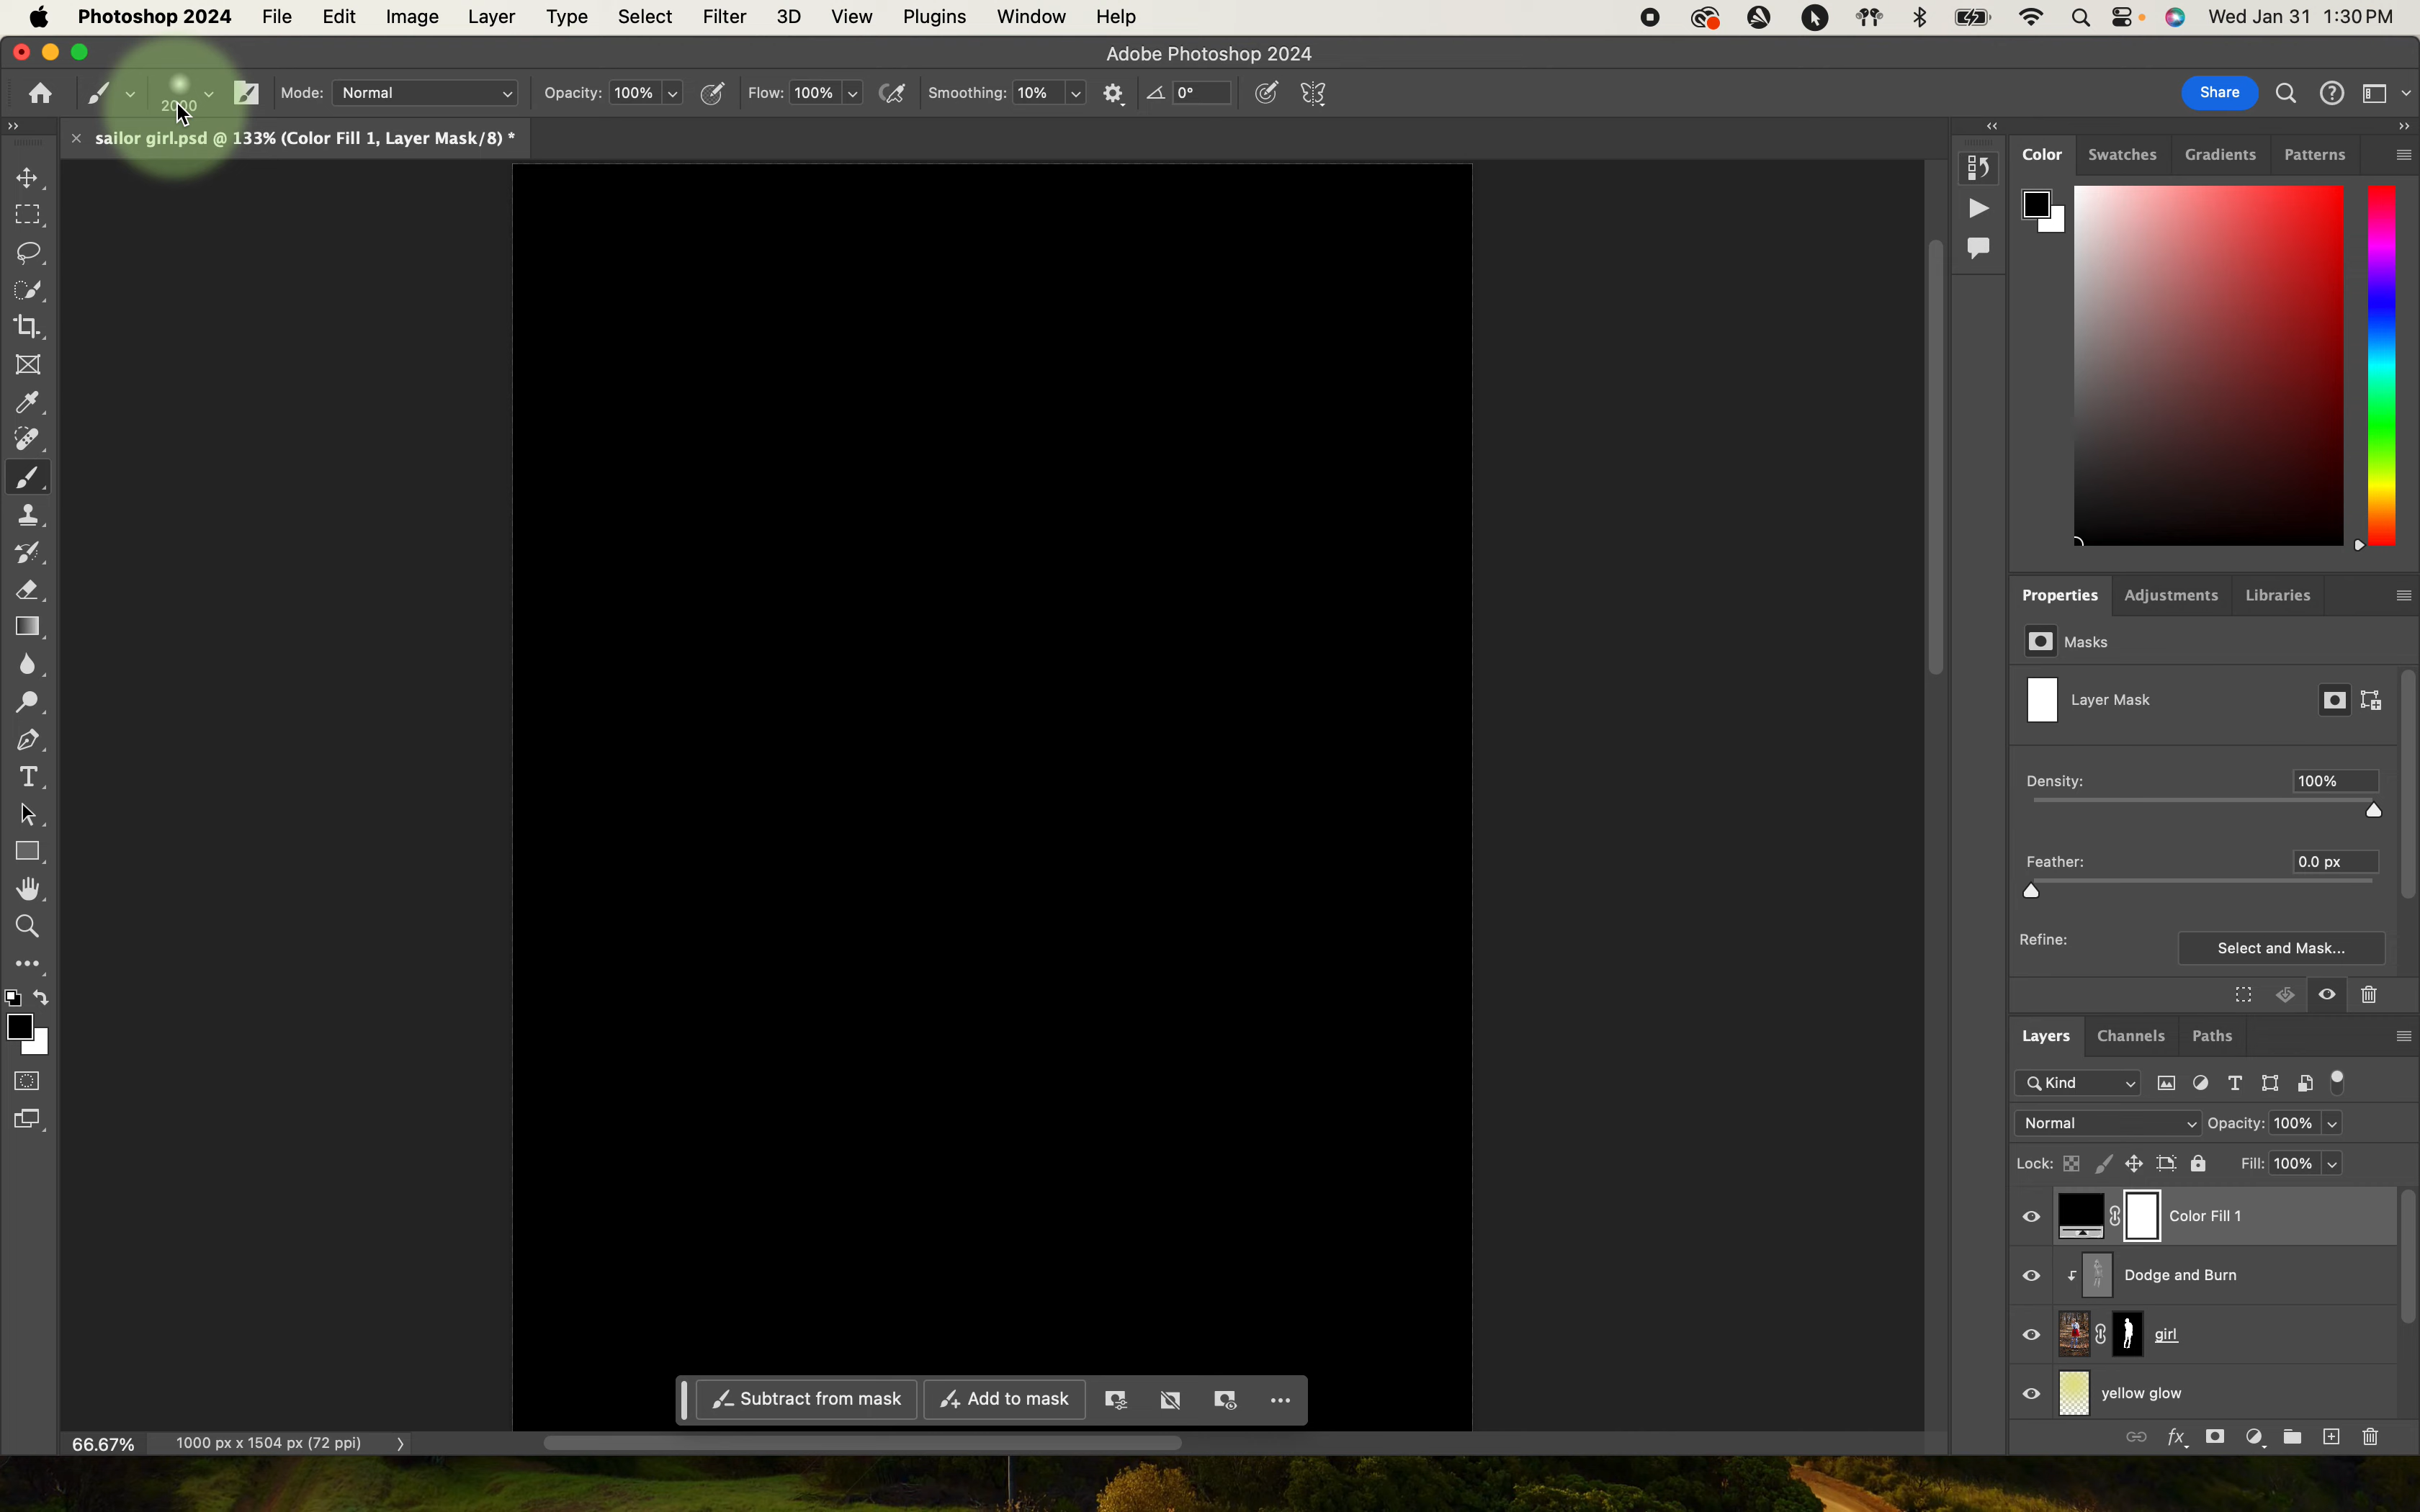 Photoshop 2024 File Edit Image Layer Type Select Filter 3D View Plugins Window Help Wed Jan 31 1:30 PM
Adobe Photoshop 2024
2000 Mode: Normal Opacity: 100% Flow: 100% Smoothing: 10% 0° Share
sailor girl.psd @ 133% (Color Fill 1, Layer Mask/8) *
Color Swatches Gradients Patterns
Properties Adjustments Libraries
Masks
Layer Mask
Density: 100%
Feather: 0.0 px
Refine: Select and Mask...
Layers Channels Paths
Kind
Normal Opacity: 100%
Lock: Fill: 100%
Color Fill 1
Dodge and Burn
girl
yellow glow
Subtract from mask Add to mask
66.67% 1000 px x 1504 px (72 ppi)